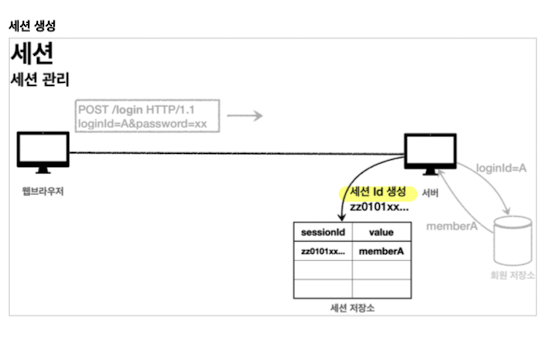 세션 생성
세션
세션 관리
POST /login HTTP/1.1
loginId=A&password=xx
웹브라우저
서버
loginId=A
세션 Id 생성
zz0101xx...
memberA
sessionId value
zz0101xx... memberA
회원 저장소
세션 저장소